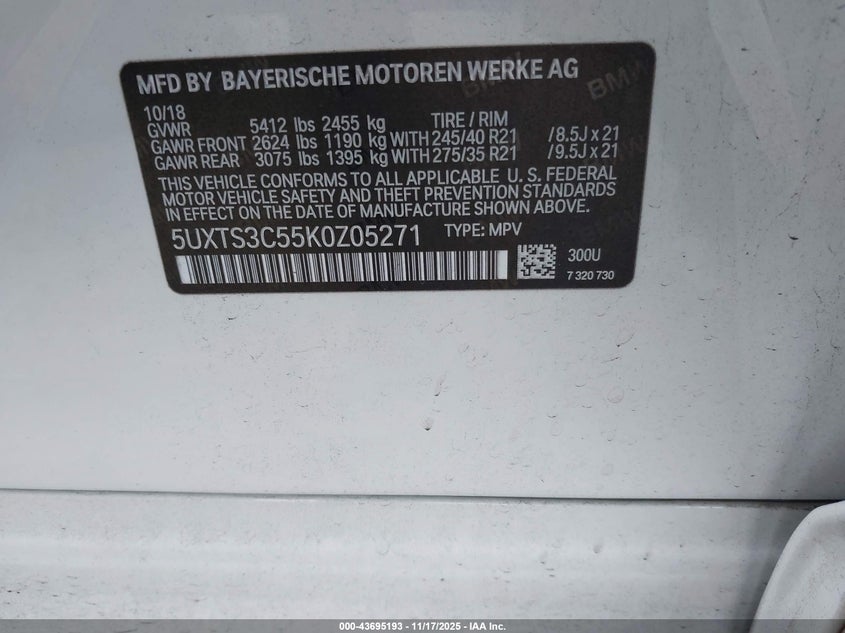 MFD BY BAYERISCHE MOTOREN WERKE AG
10/18
GVWR 5412 lbs 2455 kg TIRE / RIM
GAWR FRONT 2624 lbs 1190 kg WITH 245/40 R21 /8.5J x 21
GAWR REAR 3075 lbs 1395 kg WITH 275/35 R21 /9.5J x 21
THIS VEHICLE CONFORMS TO ALL APPLICABLE U. S. FEDERAL
MOTOR VEHICLE SAFETY AND THEFT PREVENTION STANDARDS
IN EFFECT ON THE DATE OF MANUFACTURE SHOWN ABOVE.
5UXTS3C55K0Z05271 TYPE: MPV
300U
7 320 730
000-43695193 - 11/17/2025 - IAA Inc.